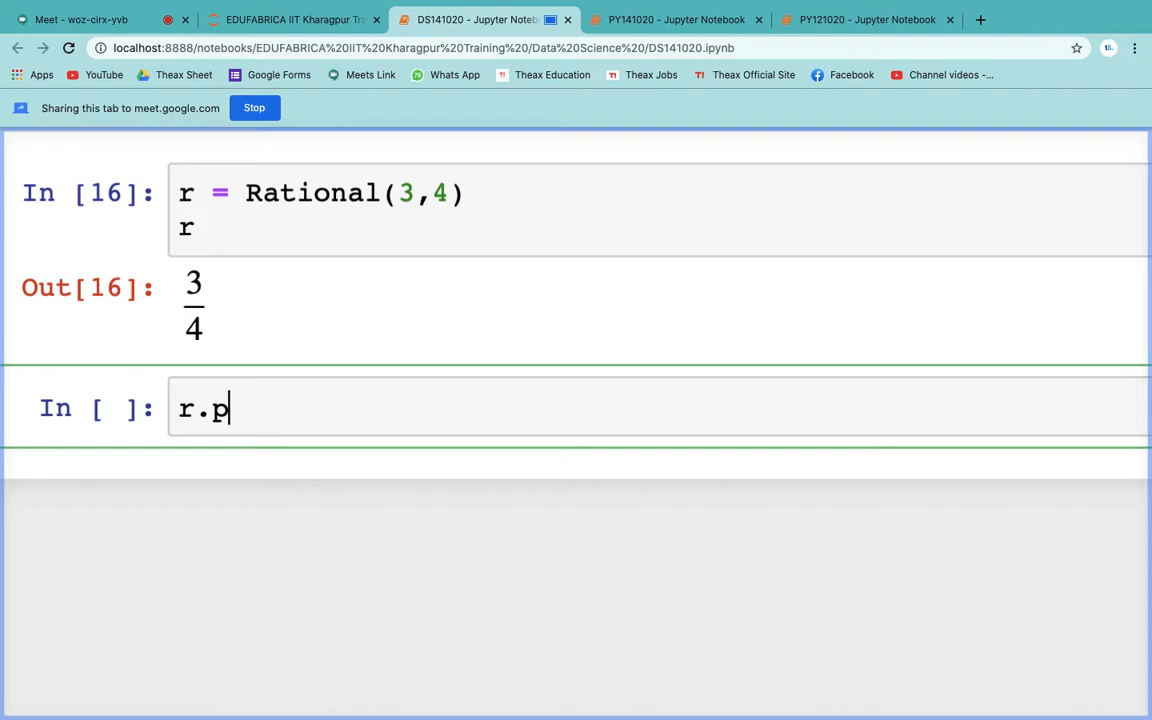 Meet - woz-cirx-yvb
EDUFABRICA IIT Kharagpur Tra
DS141020 - Jupyter Noteb
PY141020 - Jupyter Notebook
PY121020 - Jupyter Notebook
localhost:8888/notebooks/EDUFABRICA%20IIT%20Kharagpur%20Training%20/Data%20Science%20/DS141020.ipynb
Apps YouTube Theax Sheet Google Forms Meets Link Whats App Theax Education Theax Jobs Theax Official Site Facebook Channel videos -...
Sharing this tab to meet.google.com Stop
In [16]: r = Rational(3,4)
r
Out[16]: 3
4
In [ ]: r.p